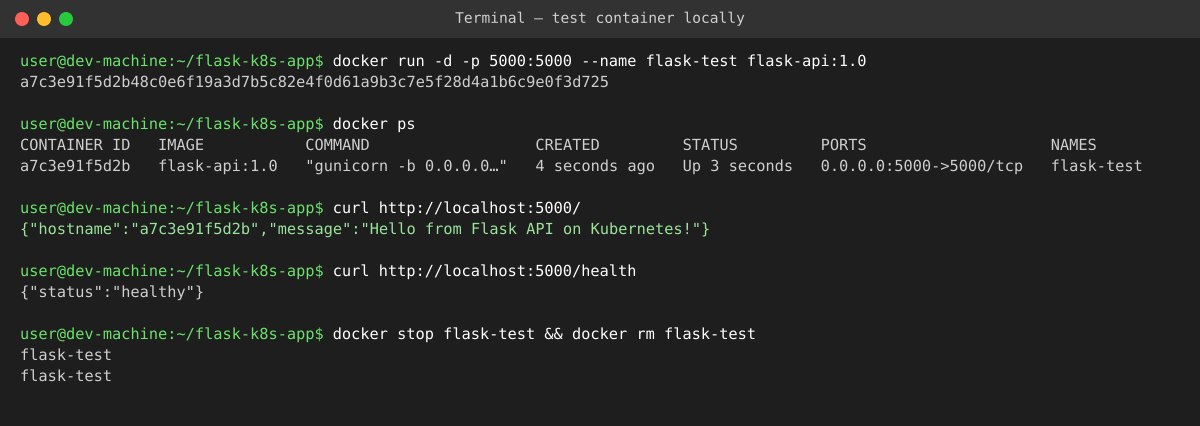 Terminal — test container locally
user@dev-machine:~/flask-k8s-app$ docker run -d -p 5000:5000 --name flask-test flask-api:1.0
a7c3e91f5d2b48c0e6f19a3d7b5c82e4f0d61a9b3c7e5f28d4a1b6c9e0f3d725
user@dev-machine:~/flask-k8s-app$ docker ps
CONTAINER ID   IMAGE           COMMAND                  CREATED         STATUS         PORTS                    NAMES
a7c3e91f5d2b   flask-api:1.0   "gunicorn -b 0.0.0.0…"   4 seconds ago   Up 3 seconds   0.0.0.0:5000->5000/tcp   flask-test
user@dev-machine:~/flask-k8s-app$ curl http://localhost:5000/
{"hostname":"a7c3e91f5d2b","message":"Hello from Flask API on Kubernetes!"}
user@dev-machine:~/flask-k8s-app$ curl http://localhost:5000/health
{"status":"healthy"}
user@dev-machine:~/flask-k8s-app$ docker stop flask-test && docker rm flask-test
flask-test
flask-test